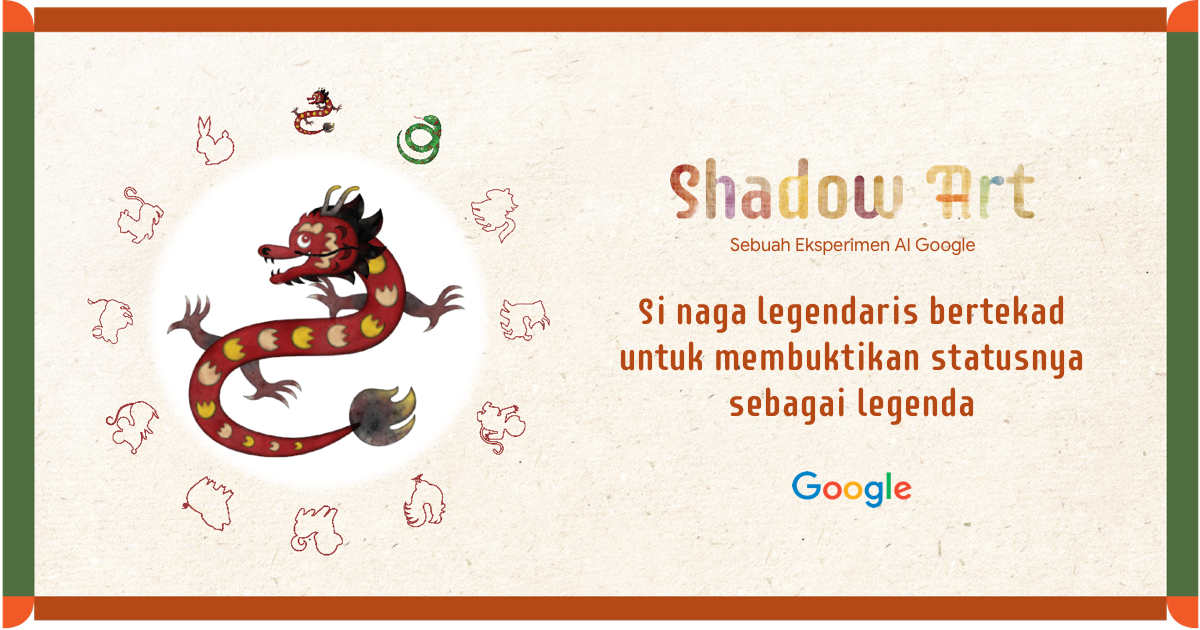 Shadow Art
Sebuah Eksperimen AI Google
Si naga legendaris bertekad
untuk membuktikan statusnya
sebagai legenda
Google